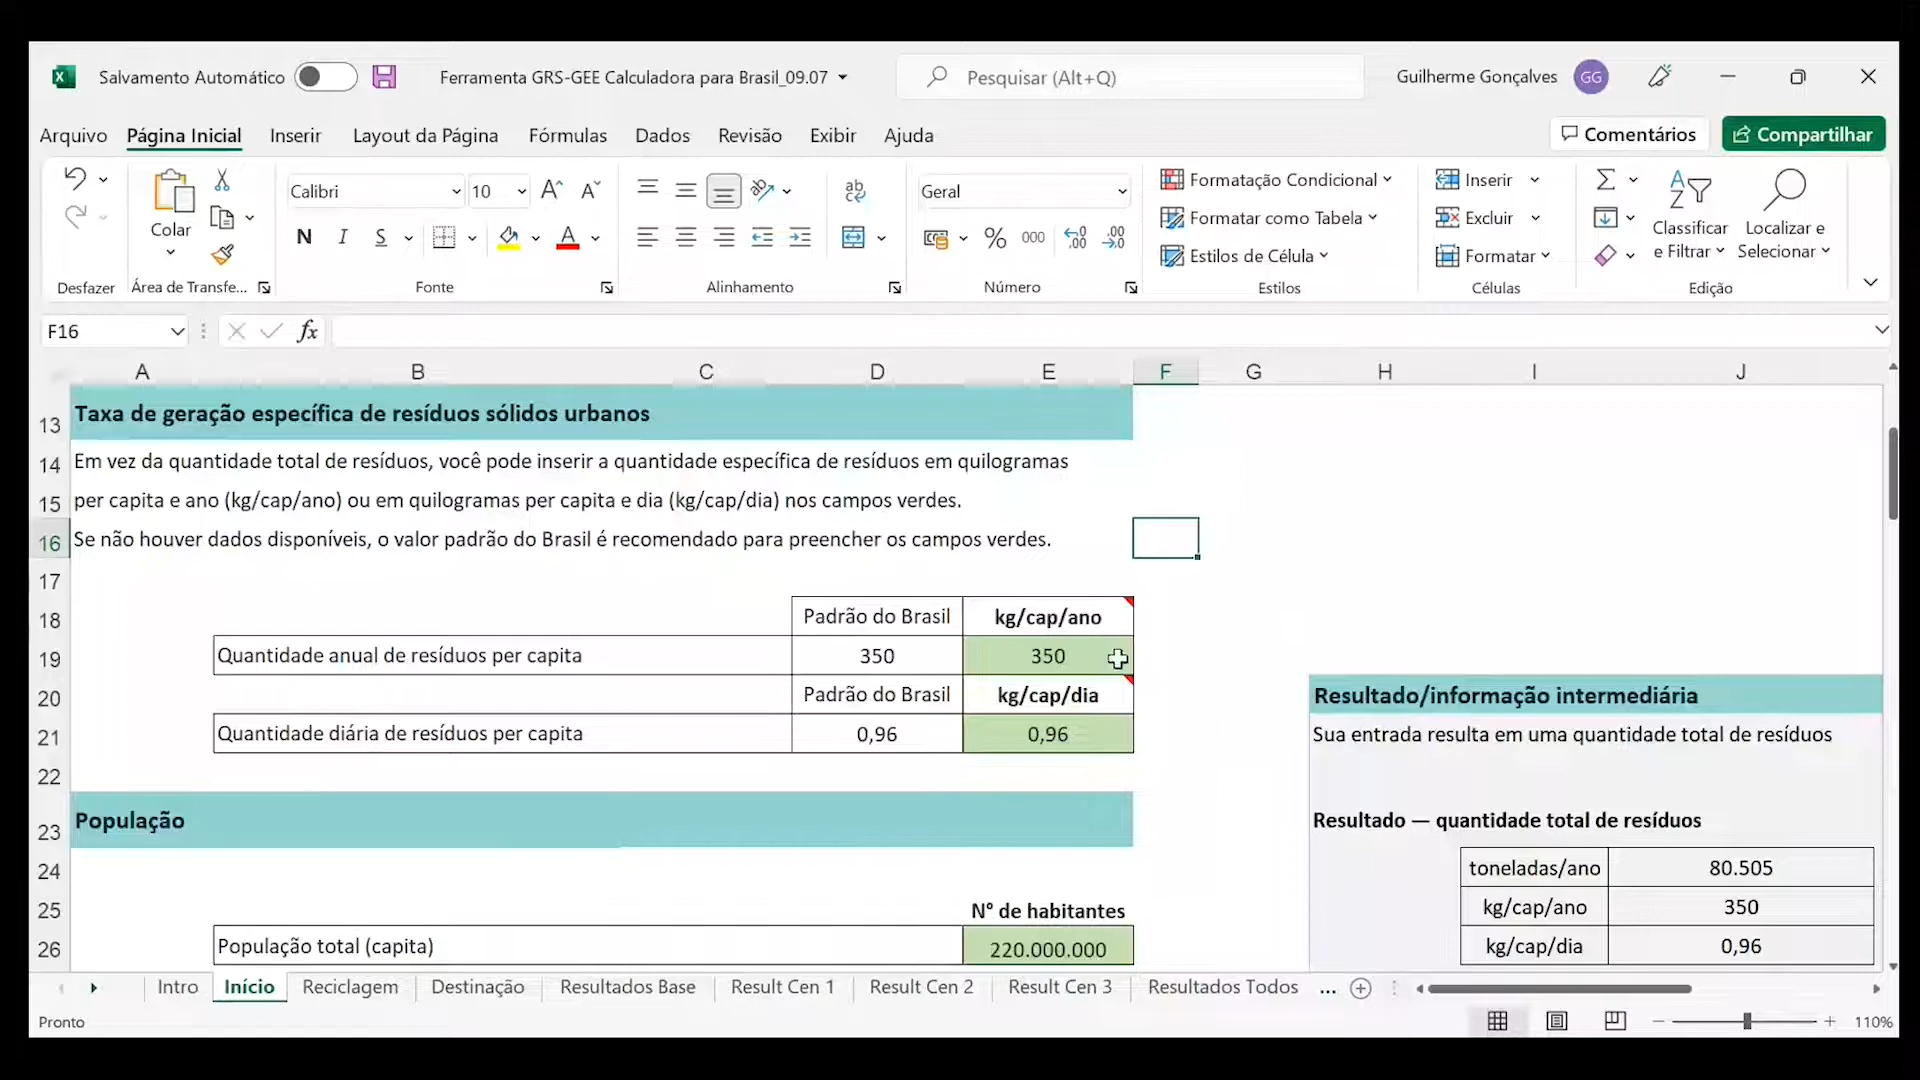 Salvamento Automático
Ferramenta GRS-GEE Calculadora para Brasil_09.07
Pesquisar (Alt+Q)
Guilherme Gonçalves GG
Arquivo Página Inicial Inserir Layout da Página Fórmulas Dados Revisão Exibir Ajuda
Comentários Compartilhar
Colar
Calibri 10
N I S A
ab
Geral
% 000
Formatação Condicional
Formatar como Tabela
Estilos de Célula
Inserir
Excluir
Formatar
Classificar e Filtrar
Localizar e Selecionar
Desfazer Área de Transfe... Fonte Alinhamento Número Estilos Células Edição
F16 fx
A B C D E F G H I J
13 Taxa de geração específica de resíduos sólidos urbanos
14 Em vez da quantidade total de resíduos, você pode inserir a quantidade específica de resíduos em quilogramas
15 per capita e ano (kg/cap/ano) ou em quilogramas per capita e dia (kg/cap/dia) nos campos verdes.
16 Se não houver dados disponíveis, o valor padrão do Brasil é recomendado para preencher os campos verdes.
17
18 Padrão do Brasil kg/cap/ano
19 Quantidade anual de resíduos per capita 350 350
20 Padrão do Brasil kg/cap/dia Resultado/informação intermediária
21 Quantidade diária de resíduos per capita 0,96 0,96 Sua entrada resulta em uma quantidade total de resíduos
22
23 População Resultado — quantidade total de resíduos
24 toneladas/ano 80.505
25 Nº de habitantes kg/cap/ano 350
26 População total (capita) 220.000.000 kg/cap/dia 0,96
Intro Início Reciclagem Destinação Resultados Base Result Cen 1 Result Cen 2 Result Cen 3 Resultados Todos ...
Pronto 110%